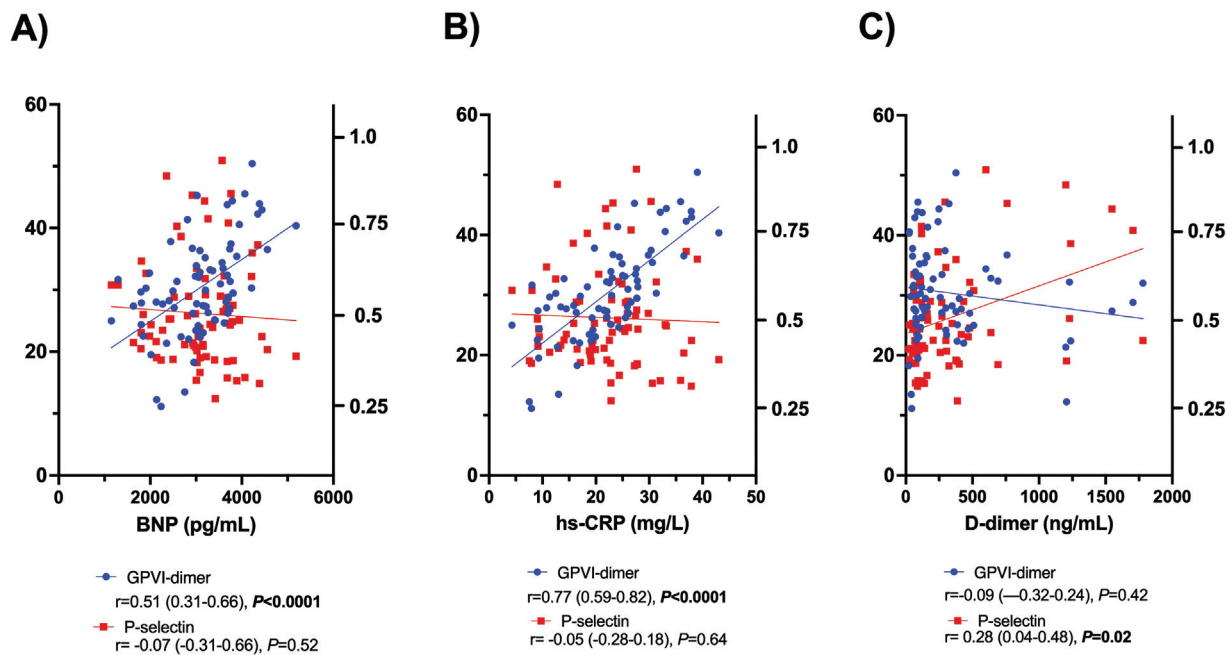 A)
B)
C)
60
40
20
0
1.0
0.75
0.5
0.25
0
2000
4000
6000
BNP (pg/mL)
60
40
20
0
1.0
0.75
0.5
0.25
0
10
20
30
40
50
hs-CRP (mg/L)
60
40
20
0
1.0
0.75
0.5
0.25
0
500
1000
1500
2000
D-dimer (ng/mL)
GPVI-dimer
r=0.51 (0.31-0.66), P<0.0001
P-selectin
r= -0.07 (-0.31-0.66), P=0.52
GPVI-dimer
r=0.77 (0.59-0.82), P<0.0001
P-selectin
r= -0.05 (-0.28-0.18), P=0.64
GPVI-dimer
r=-0.09 (—0.32-0.24), P=0.42
P-selectin
r= 0.28 (0.04-0.48), P=0.02